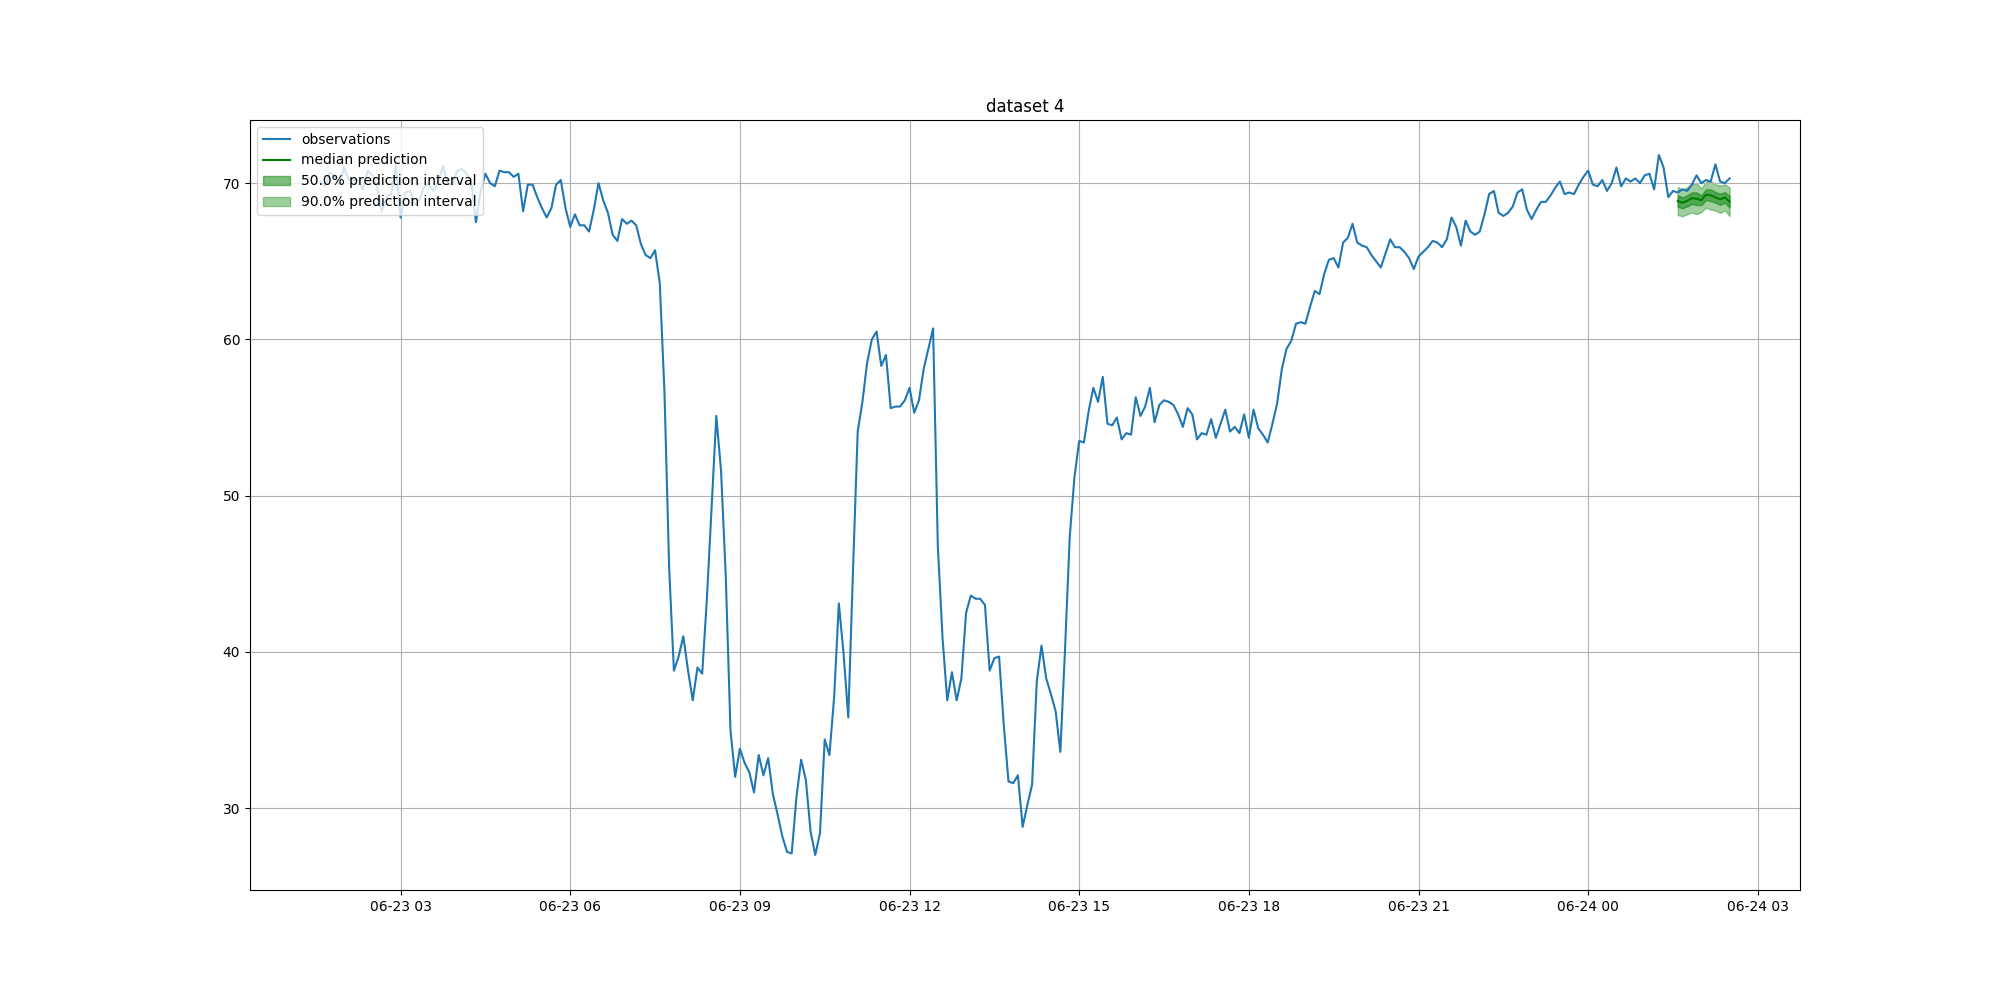 dataset 4
observations
median prediction
50.0% prediction interval
90.0% prediction interval
70
60
50
40
30
06-23 03
06-23 06
06-23 09
06-23 12
06-23 15
06-23 18
06-23 21
06-24 00
06-24 03